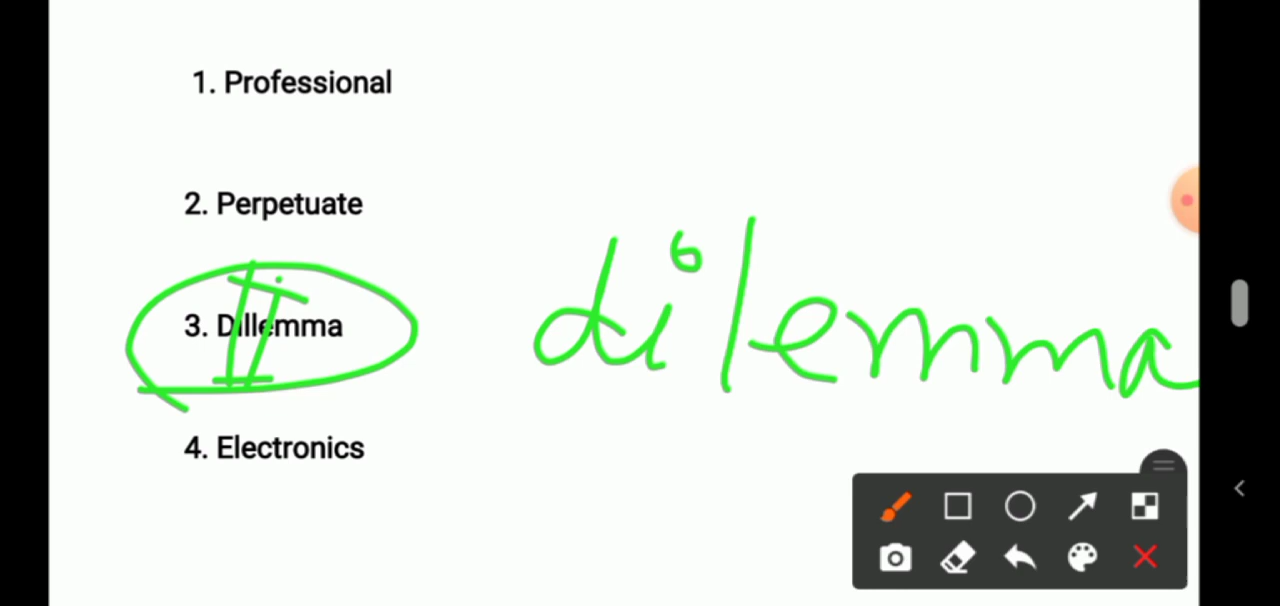 1. Professional
2. Perpetuate
3. Dillemma
dilemma
4. Electronics